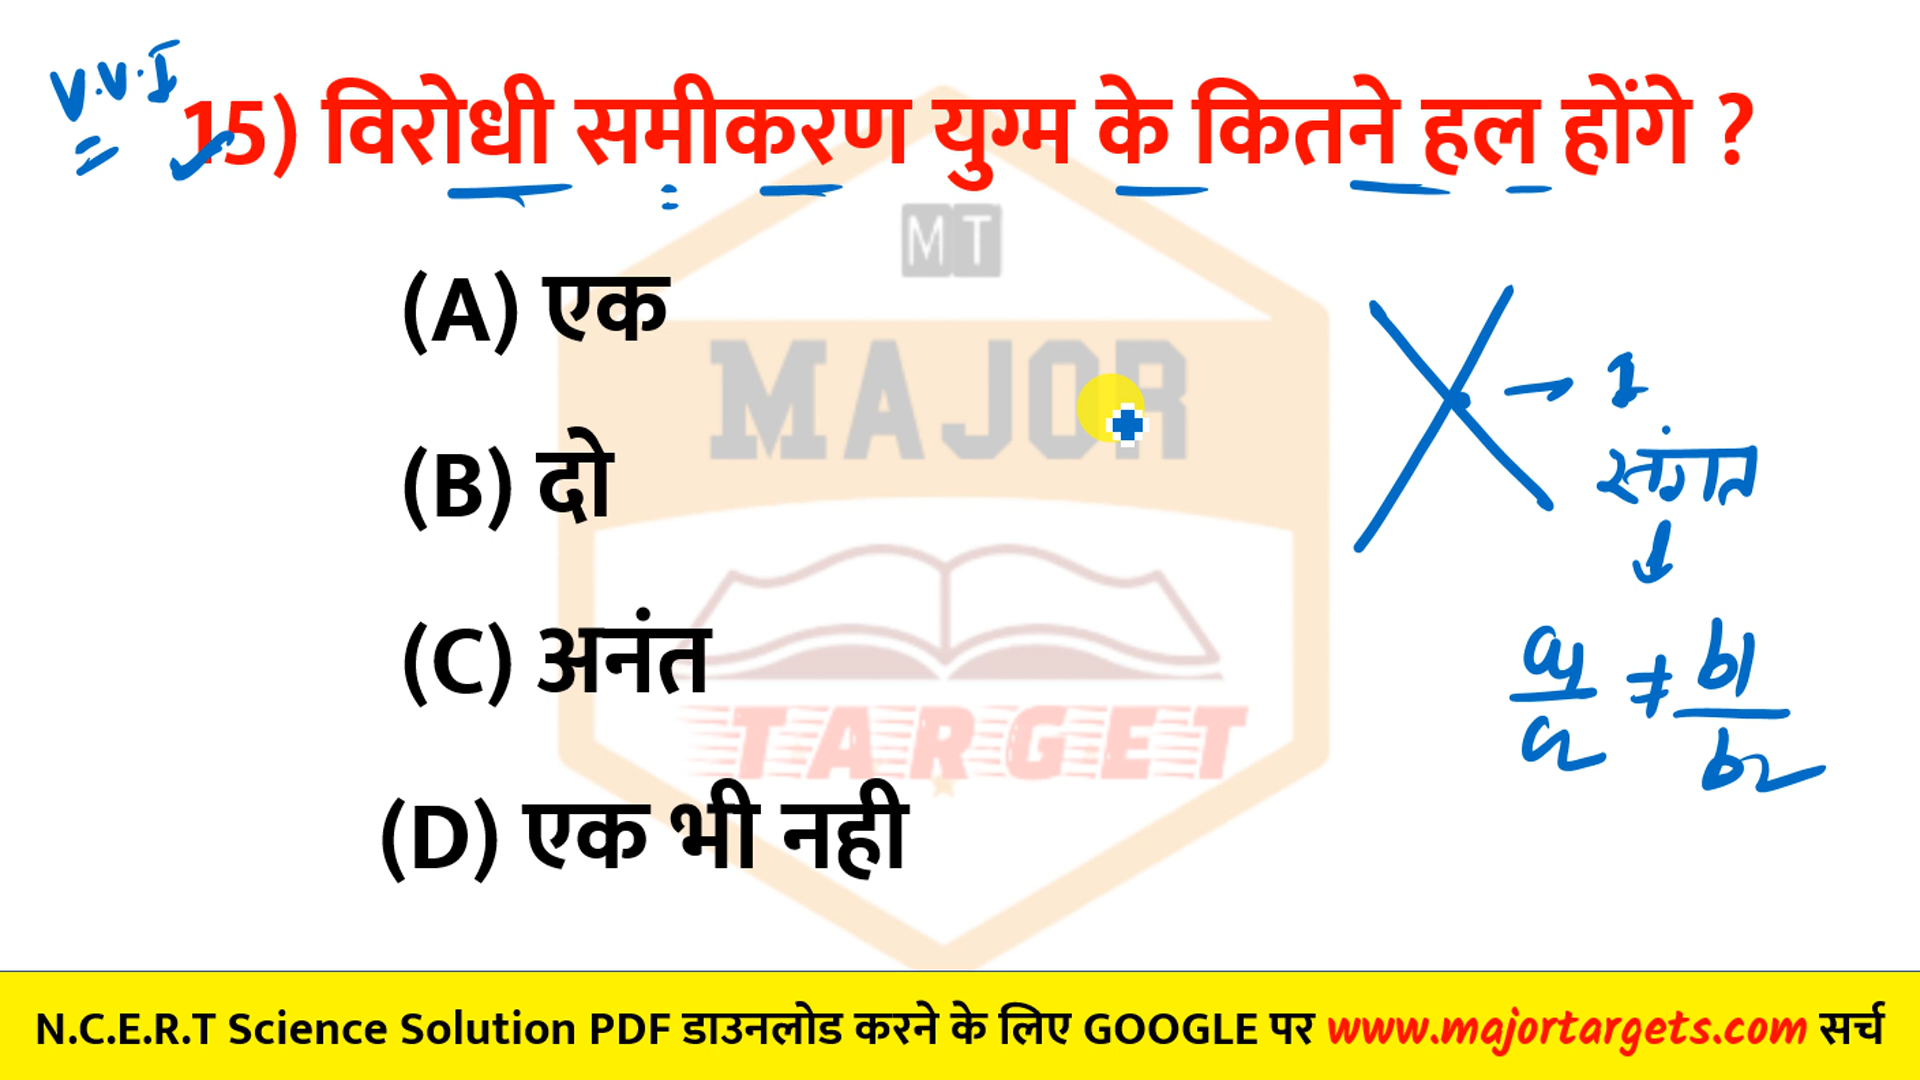 V.V.I
15) विरोधी समीकरण युग्म के कितने हल होंगे ?
MT
(A) एक
MAJOR
1
(B) दो
संगत
(C) अनंत
a1/a2 ≠ b1/b2
TARGET
(D) एक भी नही
N.C.E.R.T Science Solution PDF डाउनलोड करने के लिए GOOGLE पर www.majortargets.com सर्च